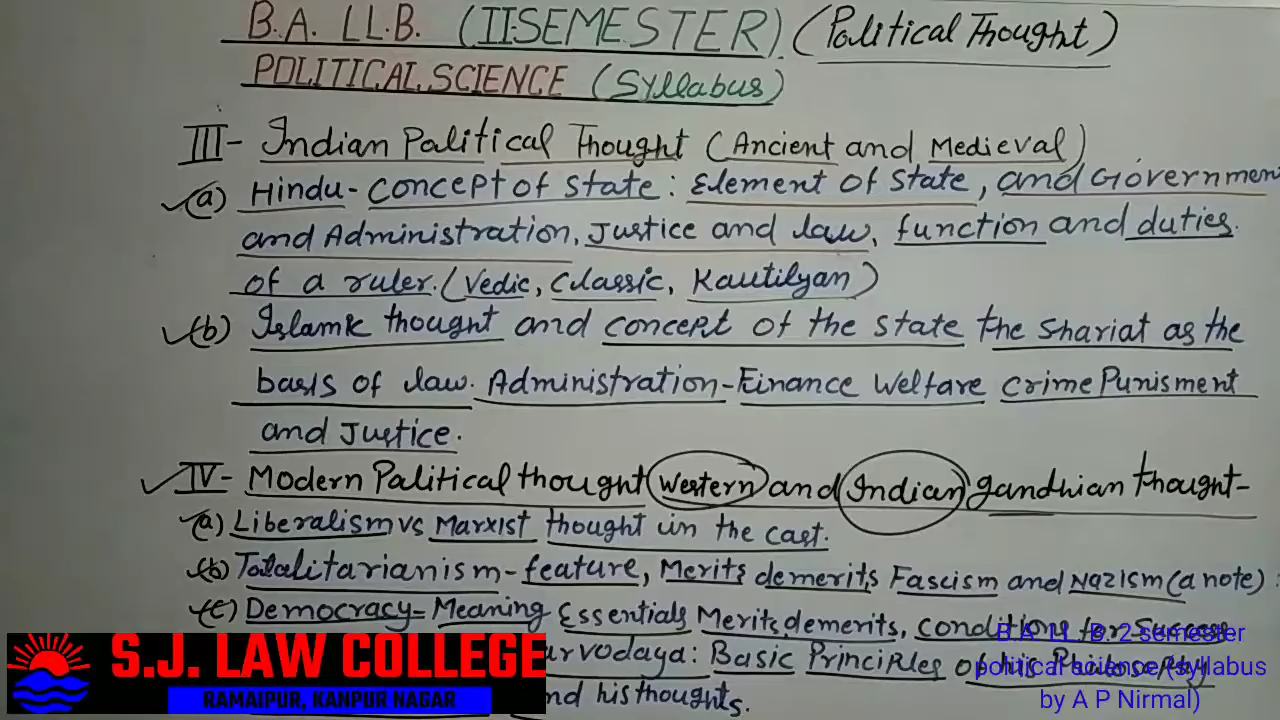 B.A. LL.B. (II SEMESTER) (Political Thought)
POLITICAL SCIENCE (Syllabus)
III- Indian Political Thought (Ancient and Medieval)
(a) Hindu-concept of State: Element of State, and Government
and Administration, Justice and law, function and duties
of a ruler. (Vedic, Classic, Kautilyan)
(b) Islamic thought and concept of the State the Shariat as the
basis of law. Administration-Finance Welfare crime Punisment
and Justice.
IV- Modern Political thought Western and Indian gandhian thought-
(a) Liberalism vs Marxist thought in the cast.
(b) Totalitarianism-feature, Merits demerits, Fascism and Nazism (a note):
(c) Democracy= Meaning Essentials Merits, demerits, conditions for Success
Basic Principles of his Philosophy
his thoughts.
S.J. LAW COLLEGE
RAMAIPUR, KANPUR NAGAR
B.A. LL. B. 2 semester
political science (syllabus
by A P Nirmal)